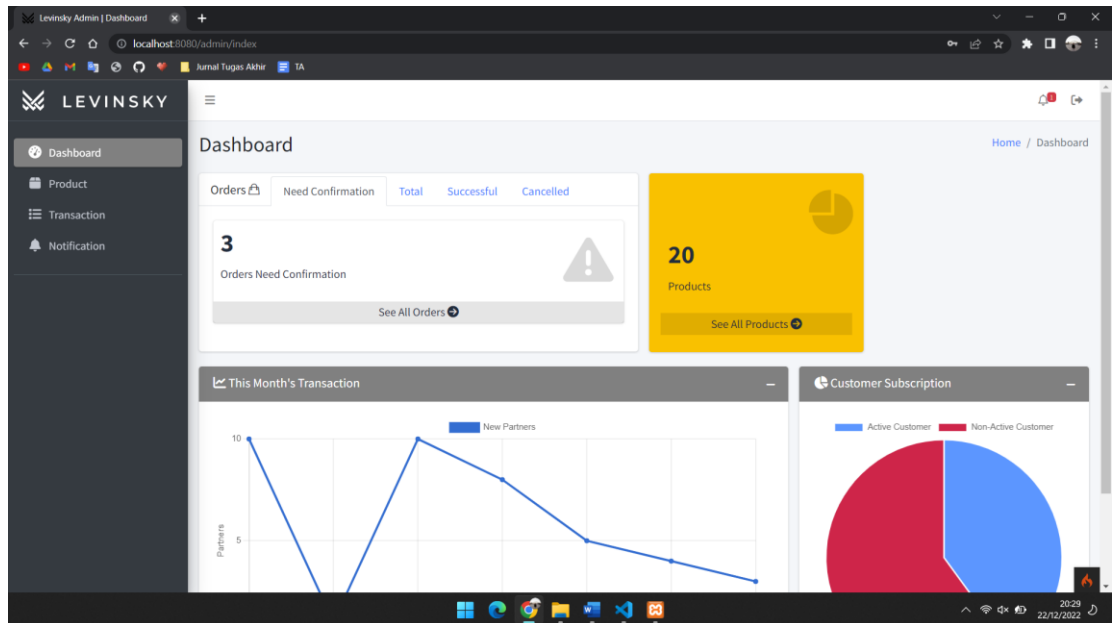 Levinsky Admin | Dashboard
localhost:8080/admin/index
Jurnal Tugas Akhir
TA
LEVINSKY
1
Dashboard
Product
Transaction
Notification
Dashboard
Home / Dashboard
Orders
Need Confirmation
Total
Successful
Cancelled
3
Orders Need Confirmation
See All Orders
20
Products
See All Products
This Month's Transaction
New Partners
10
5
Partners
Customer Subscription
Active Customer
Non-Active Customer
20:29
22/12/2022